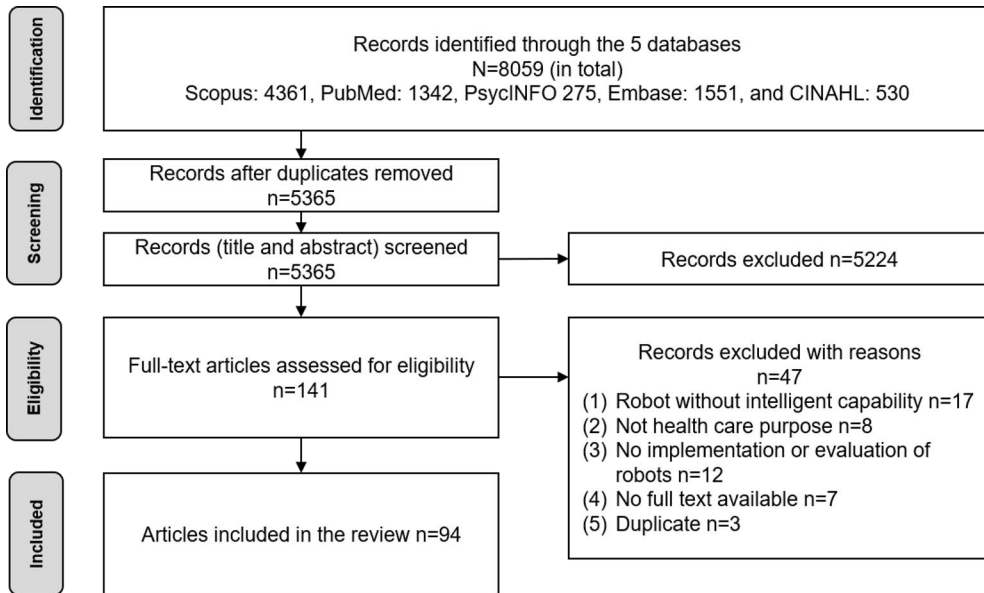 Identification
Records identified through the 5 databases
N=8059 (in total)
Scopus: 4361, PubMed: 1342, PsycINFO 275, Embase: 1551, and CINAHL: 530
Screening
Records after duplicates removed
n=5365
Records (title and abstract) screened
n=5365
Records excluded n=5224
Eligibility
Full-text articles assessed for eligibility
n=141
Records excluded with reasons
n=47
(1) Robot without intelligent capability n=17
(2) Not health care purpose n=8
(3) No implementation or evaluation of
robots n=12
(4) No full text available n=7
(5) Duplicate n=3
Included
Articles included in the review n=94